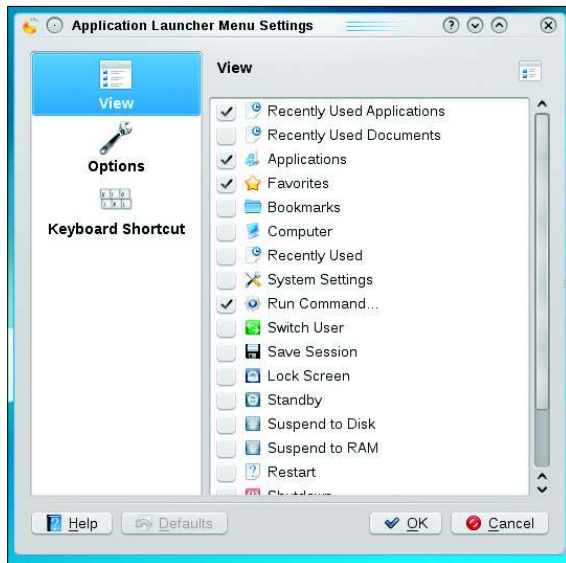 Application Launcher Menu Settings
View
Options
Keyboard Shortcut
View
Recently Used Applications
Recently Used Documents
Applications
Favorites
Bookmarks
Computer
Recently Used
System Settings
Run Command...
Switch User
Save Session
Lock Screen
Standby
Suspend to Disk
Suspend to RAM
Restart
Shutdown
Help
Defaults
OK
Cancel